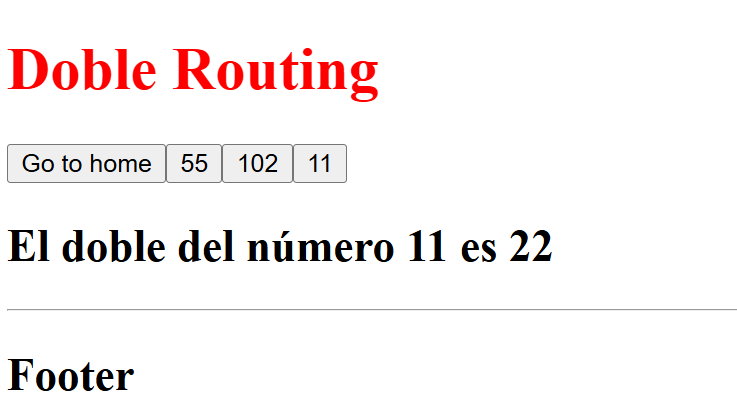 Doble Routing
Go to home 55 102 11
El doble del número 11 es 22
Footer